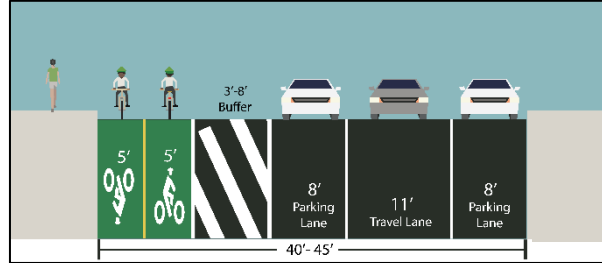 3'-8'
Buffer
5'
5'
8'
Parking
Lane
11'
Travel Lane
8'
Parking
Lane
40'- 45'